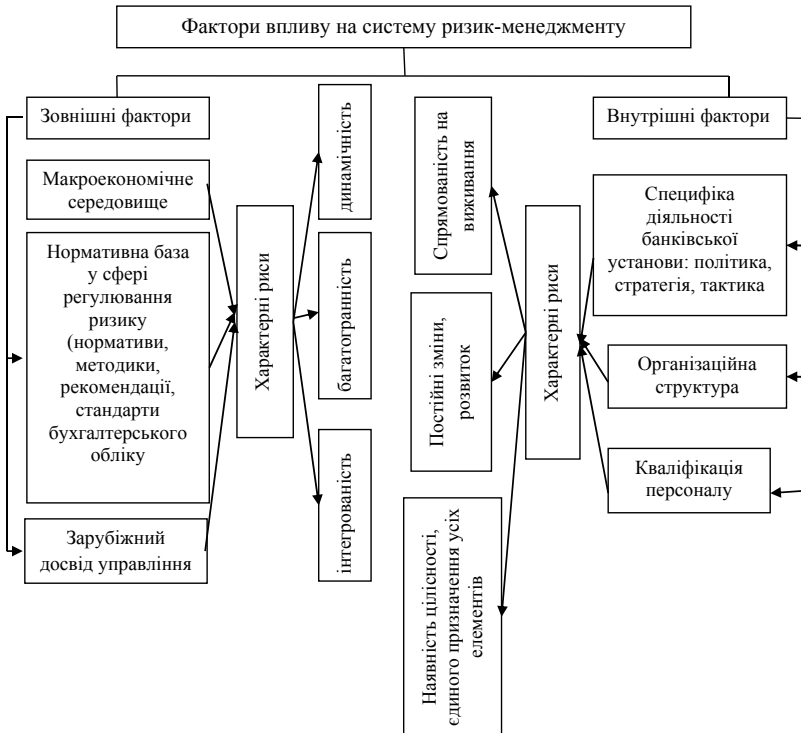 Фактори впливу на систему ризик-менеджменту
Зовнішні фактори
Макроекономічне
середовище
Нормативна база
у сфері
регулювання
ризику
(нормативи,
методики,
рекомендації,
стандарти
бухгалтерського
обліку
Зарубіжний
досвід управління
Характерні риси
динамічність
багатогранність
інтегрованість
Спрямованість на
виживання
Постійні зміни,
розвиток
Наявність цілісності,
єдиного призначення усіх
елементів
Характерні риси
Внутрішні фактори
Специфіка
діяльності
банківської
установи: політика,
стратегія, тактика
Організаційна
структура
Кваліфікація
персоналу